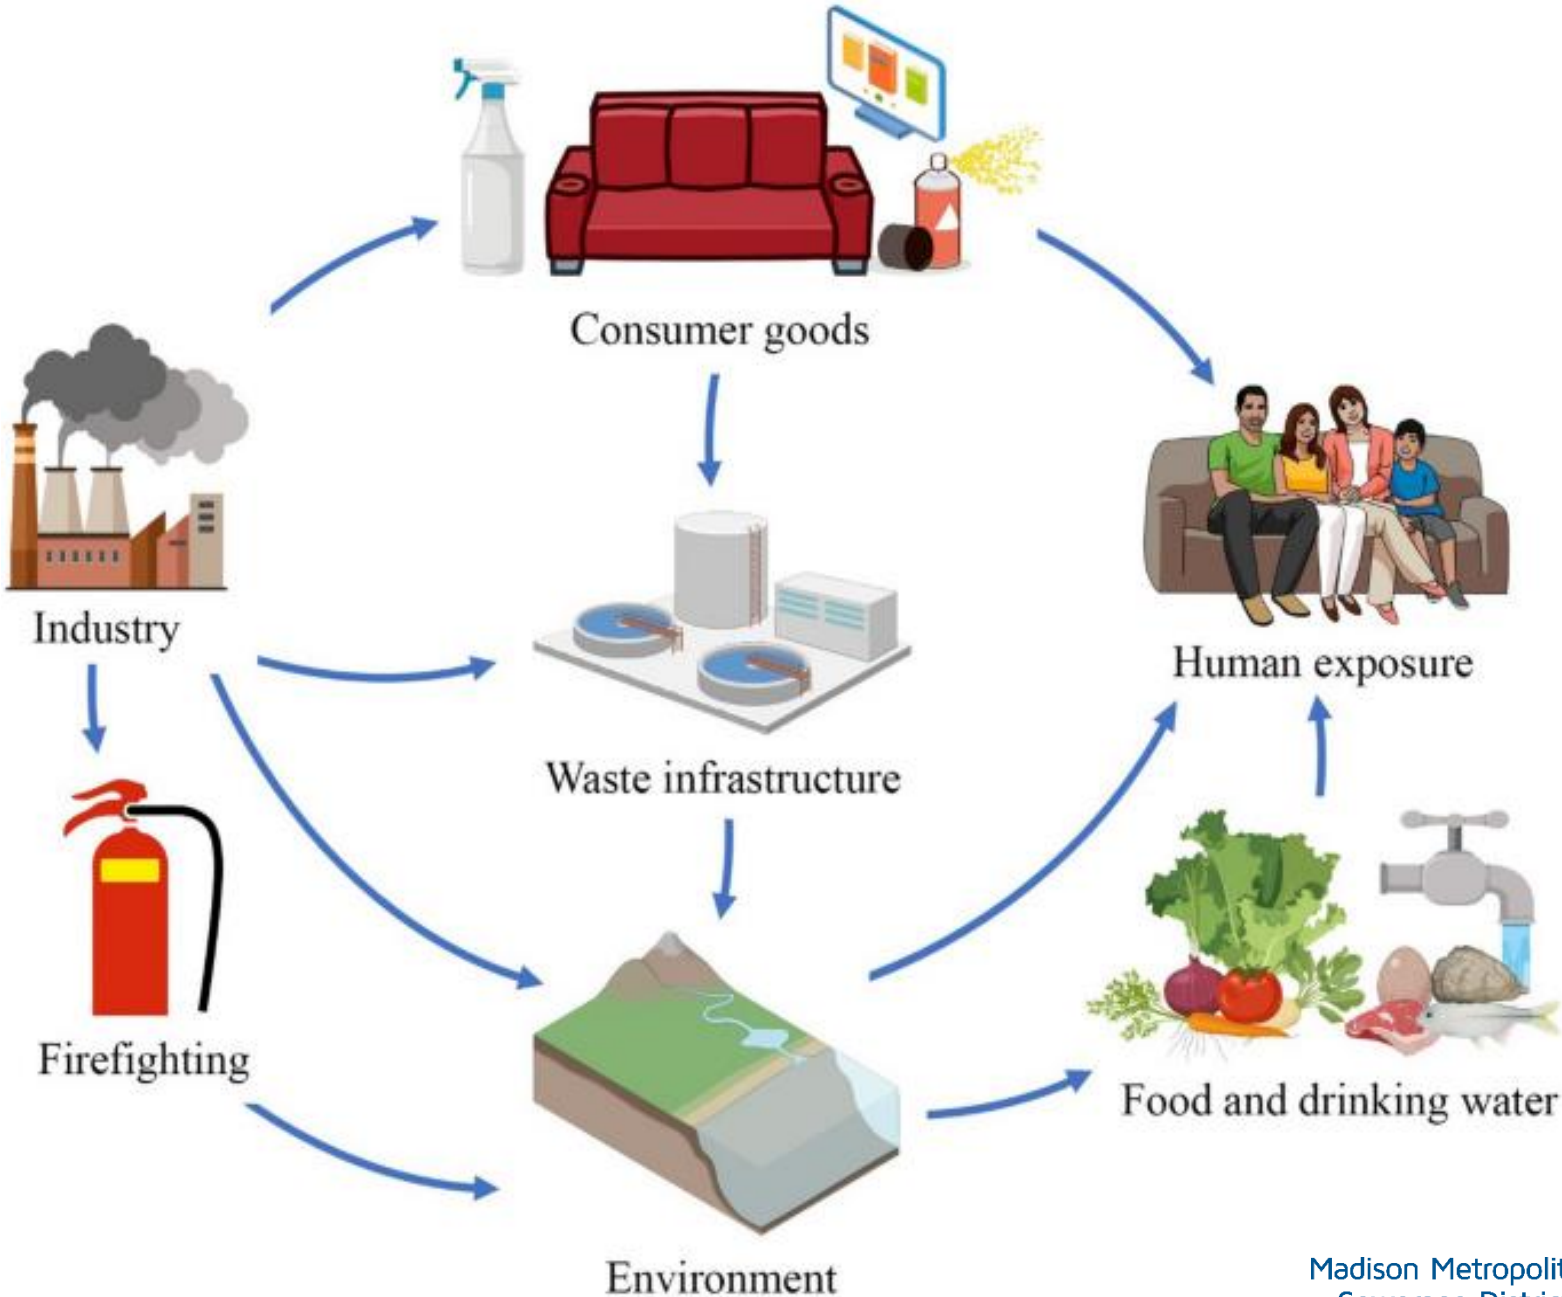 Consumer goods
Industry
Human exposure
Waste infrastructure
Firefighting
Food and drinking water
Environment
Madison Metropolit